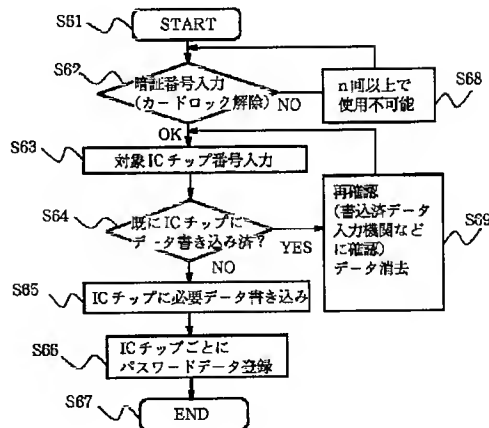 S61
START
S62
暗証番号入力
(カードロック解除)
NO
n回以上で
使用不可能
S68
OK
S63
対象ICチップ番号入力
S64
既にICチップに
データ書き込み済?
YES
再確認
(書込済データ
入力機関など
に確認)
データ消去
S69
NO
S65
ICチップに必要データ書き込み
S66
ICチップごとに
パスワードデータ登録
S67
END